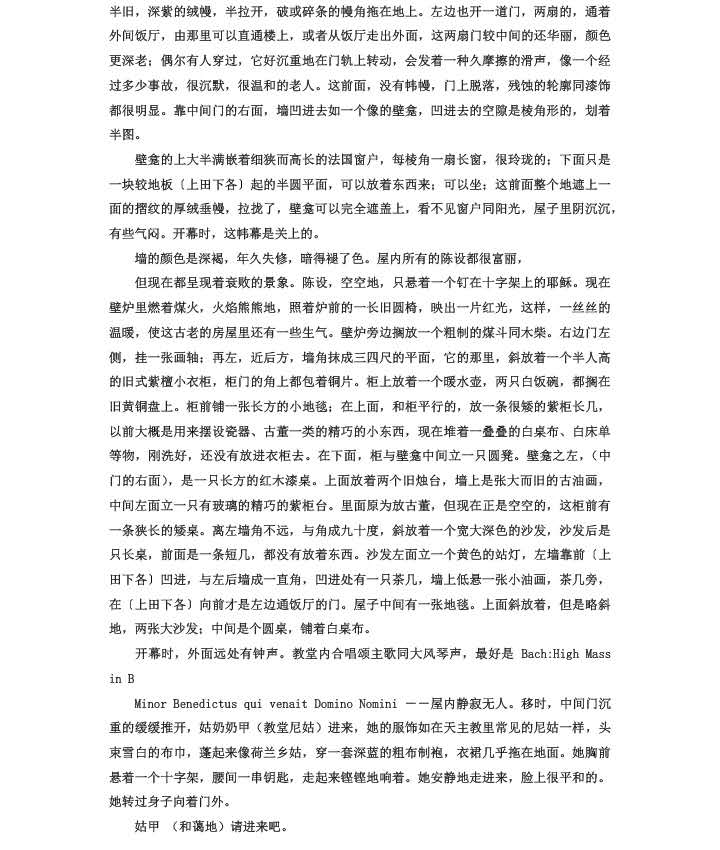 半旧，深紫的绒幔，半拉开，破或碎条的幔角拖在地上。左边也开一道门，两扇的，通着
外间饭厅，由那里可以直通楼上，或者从饭厅走出外面，这两扇门较中间的还华丽，颜色
更深老；偶尔有人穿过，它好沉重地在门轨上转动，会发着一种久摩擦的滑声，像一个经
过多少事故，很沉默，很温和的老人。这前面，没有帏幔，门上脱落，残蚀的轮廓同漆饰
都很明显。靠中间门的右面，墙凹进去如一个像的壁龛，凹进去的空隙是棱角形的，划着
半图。
壁龛的上大半满嵌着细狭而高长的法国窗户，每棱角一扇长窗，很玲珑的；下面只是
一块较地板〔上田下各〕起的半圆平面，可以放着东西来；可以坐；这前面整个地遮上一
面的摺纹的厚绒垂幔，拉拢了，壁龛可以完全遮盖上，看不见窗户同阳光，屋子里阴沉沉，
有些气闷。开幕时，这帏幕是关上的。
墙的颜色是深褐，年久失修，暗得褪了色。屋内所有的陈设都很富丽，
但现在都呈现着衰败的景象。陈设，空空地，只悬着一个钉在十字架上的耶稣。现在
壁炉里燃着煤火，火焰熊熊地，照着炉前的一长旧圆椅，映出一片红光，这样，一丝丝的
温暖，使这古老的房屋里还有一些生气。壁炉旁边搁放一个粗制的煤斗同木柴。右边门左
侧，挂一张画轴；再左，近后方，墙角抹成三四尺的平面，它的那里，斜放着一个半人高
的旧式紫檀小衣柜，柜门的角上都包着铜片。柜上放着一个暖水壶，两只白饭碗，都搁在
旧黄铜盘上。柜前铺一张长方的小地毯；在上面，和柜平行的，放一条很矮的紫柜长几，
以前大概是用来摆设瓷器、古董一类的精巧的小东西，现在堆着一叠叠的白桌布、白床单
等物，刚洗好，还没有放进衣柜去。在下面，柜与壁龛中间立一只圆凳。壁龛之左，（中
门的右面），是一只长方的红木漆桌。上面放着两个旧烛台，墙上是张大而旧的古油画，
中间左面立一只有玻璃的精巧的紫柜台。里面原为放古董，但现在正是空空的，这柜前有
一条狭长的矮桌。离左墙角不远，与角成九十度，斜放着一个宽大深色的沙发，沙发后是
只长桌，前面是一条短几，都没有放着东西。沙发左面立一个黄色的站灯，左墙靠前〔上
田下各〕凹进，与左后墙成一直角，凹进处有一只茶几，墙上低悬一张小油画，茶几旁，
在〔上田下各〕向前才是左边通饭厅的门。屋子中间有一张地毯。上面斜放着，但是略斜
地，两张大沙发；中间是个圆桌，铺着白桌布。
开幕时，外面远处有钟声。教堂内合唱颂主歌同大风琴声，最好是 Bach:High Mass
in B
Minor Benedictus qui venait Domino Nomini －－屋内静寂无人。移时，中间门沉
重的缓缓推开，姑奶奶甲（教堂尼姑）进来，她的服饰如在天主教里常见的尼姑一样，头
束雪白的布巾，蓬起来像荷兰乡姑，穿一套深蓝的粗布制袍，衣裙几乎拖在地面。她胸前
悬着一个十字架，腰间一串钥匙，走起来铿铿地响着。她安静地走进来，脸上很平和的。
她转过身子向着门外。
姑甲 （和蔼地）请进来吧。